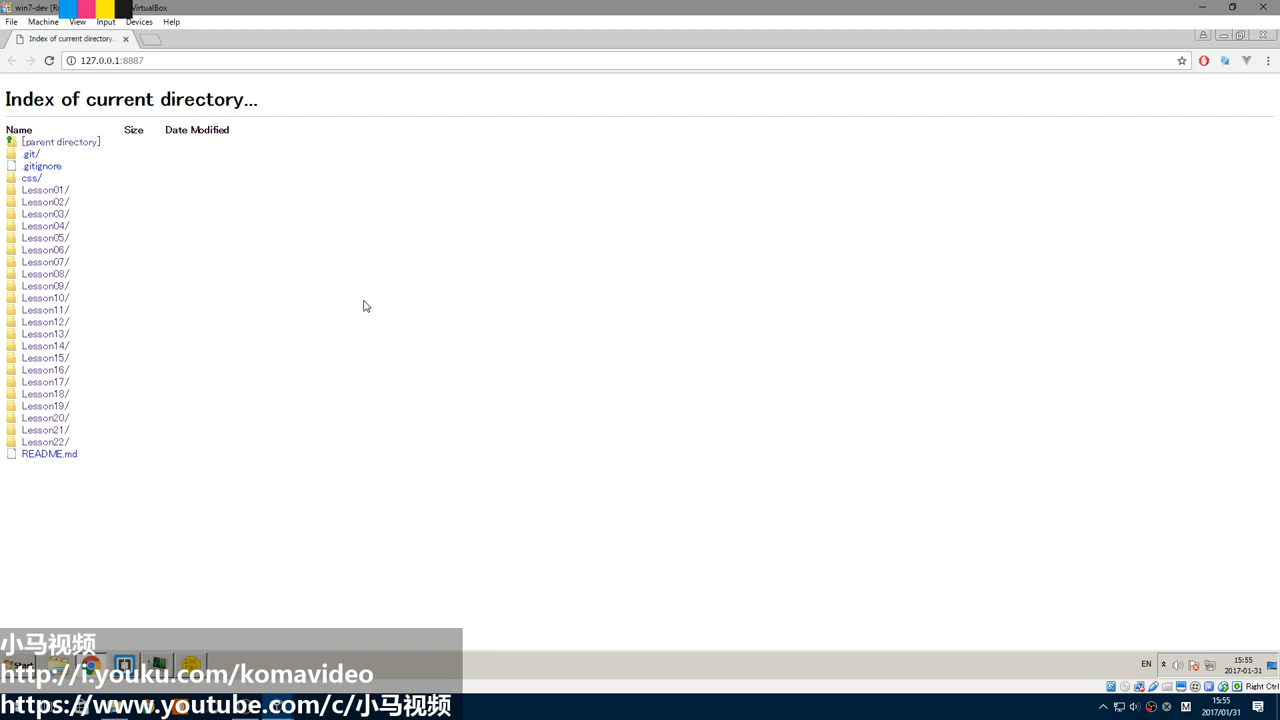 win7-dev [R
VirtualBox
File Machine View Input Devices Help
Index of current directory...
127.0.0.1:8887
Index of current directory...
Name Size Date Modified
[parent directory]
.git/
.gitignore
css/
Lesson01/
Lesson02/
Lesson03/
Lesson04/
Lesson05/
Lesson06/
Lesson07/
Lesson08/
Lesson09/
Lesson10/
Lesson11/
Lesson12/
Lesson13/
Lesson14/
Lesson15/
Lesson16/
Lesson17/
Lesson18/
Lesson19/
Lesson20/
Lesson21/
Lesson22/
README.md
小马视频
Start
http://i.youku.com/komavideo
https://www.youtube.com/c/小马视频
EN 15:55
2017-01-31
Right Ctrl
M 15:55
2017/01/31